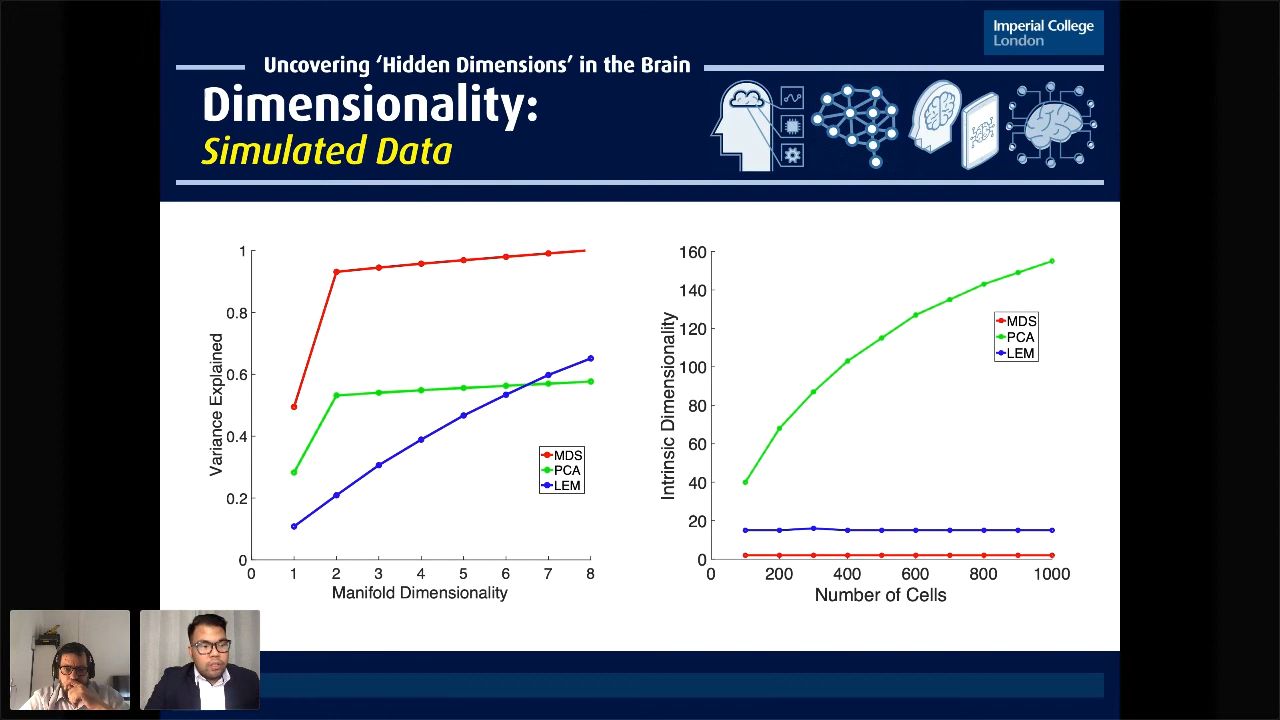 Imperial College
London
Uncovering 'Hidden Dimensions' in the Brain
Dimensionality:
Simulated Data
1
0.8
0.6
0.4
0.2
0
Variance Explained
0 1 2 3 4 5 6 7 8
Manifold Dimensionality
MDS
PCA
LEM
160
140
120
100
80
60
40
20
0
Intrinsic Dimensionality
0 200 400 600 800 1000
Number of Cells
MDS
PCA
LEM